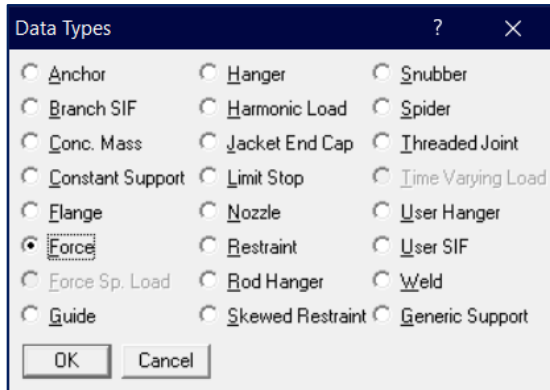 Data Types ? ×
Anchor Hanger Snubber
Branch SIF Harmonic Load Spider
Conc. Mass Jacket End Cap Threaded Joint
Constant Support Limit Stop Time Varying Load
Flange Nozzle User Hanger
Force Restraint User SIF
Force Sp. Load Rod Hanger Weld
Guide Skewed Restraint Generic Support
OK Cancel